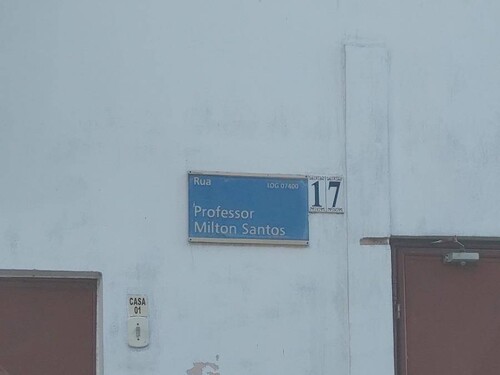 Rua LOG 07400
Professor
Milton Santos
17
CASA
01